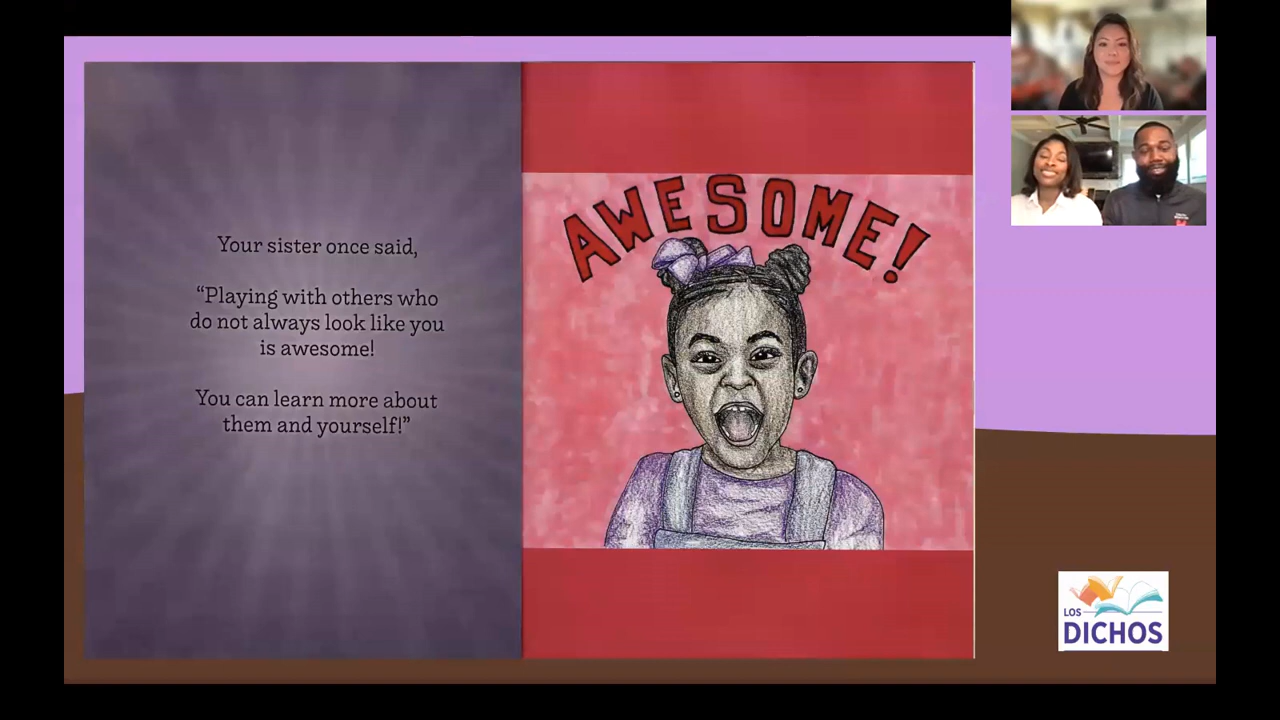 Your sister once said,
“Playing with others who
do not always look like you
is awesome!
You can learn more about
them and yourself!”
AWESOME!
LOS
DICHOS